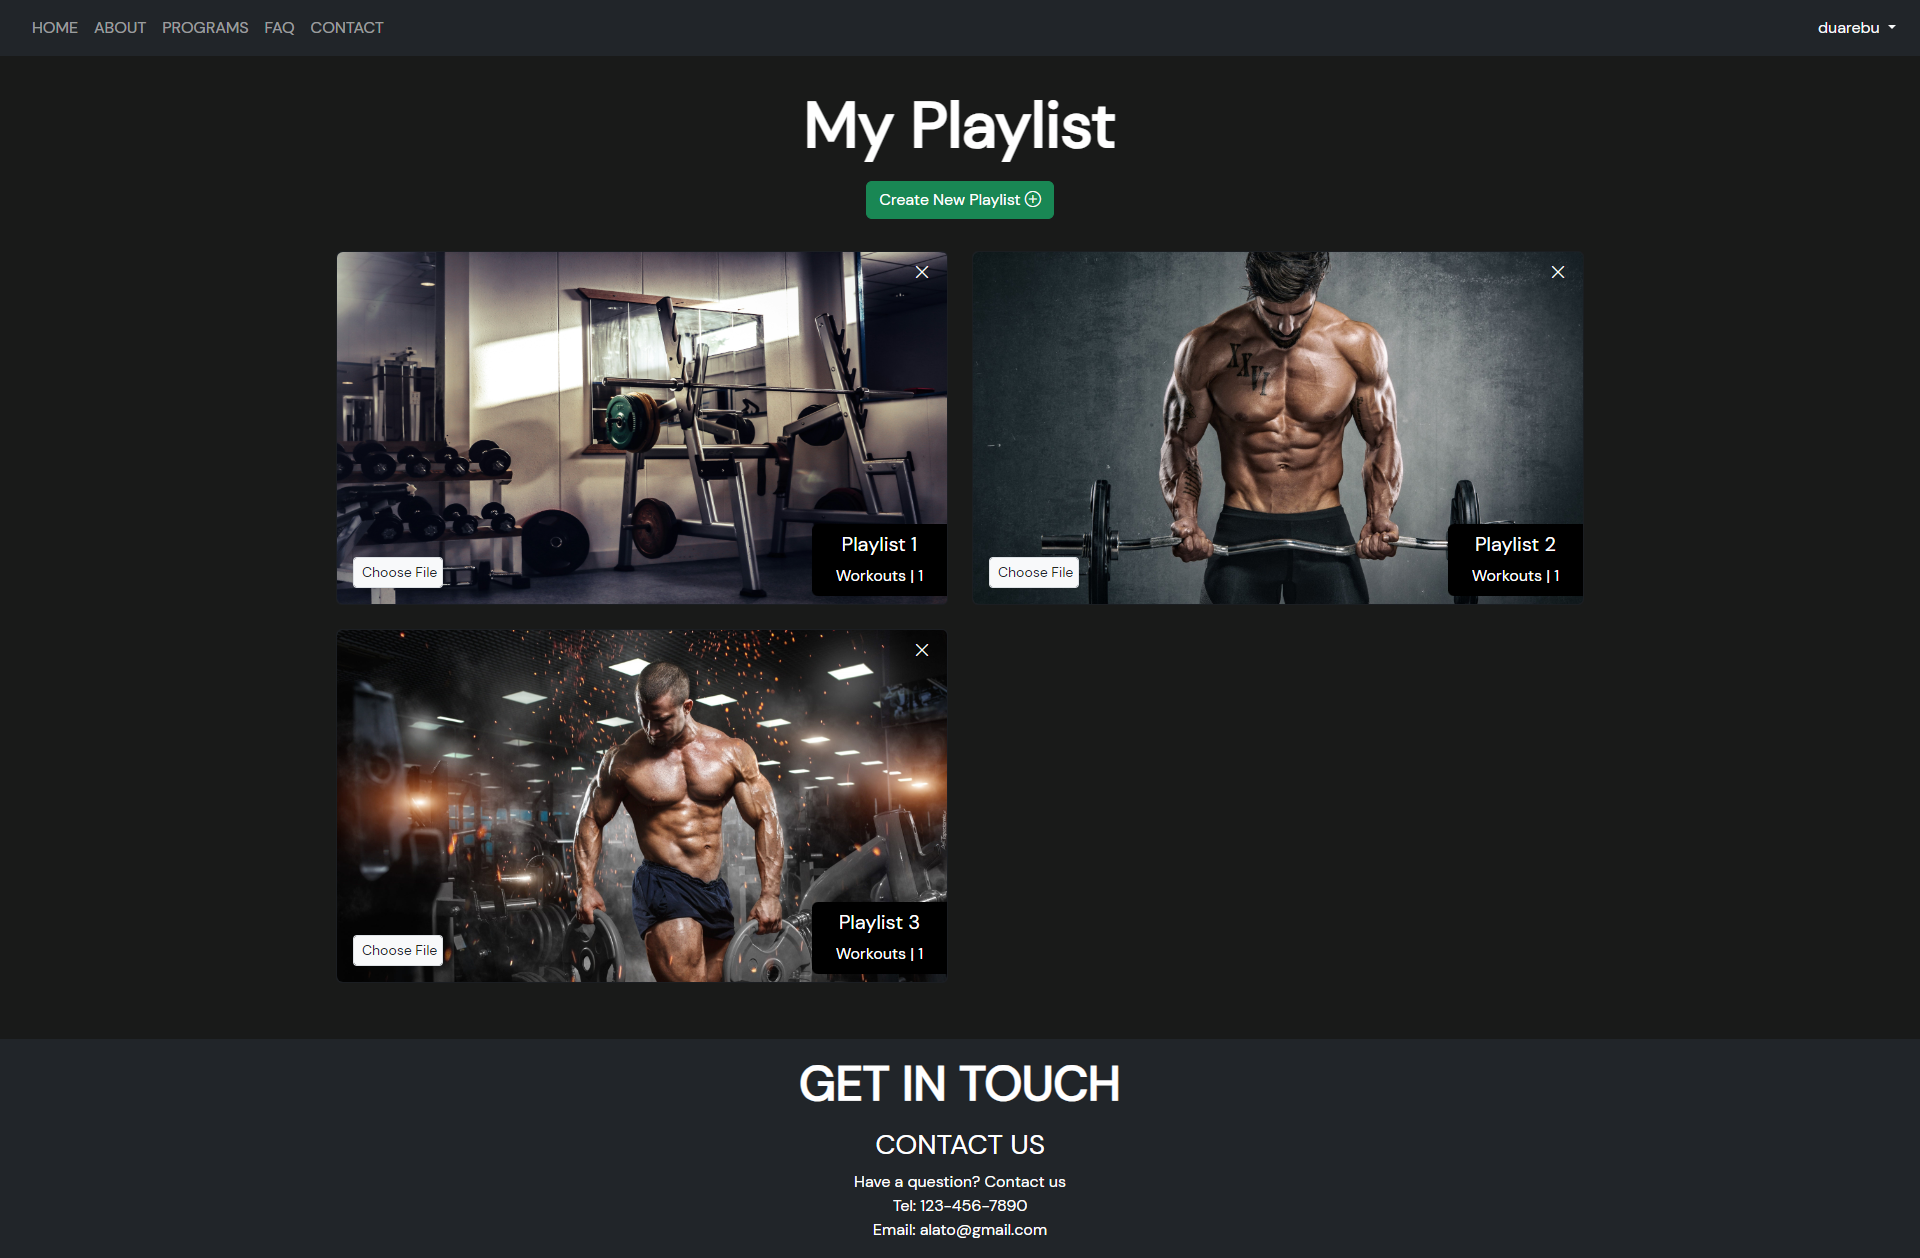 HOME ABOUT PROGRAMS FAQ CONTACT duarebu
My Playlist
Create New Playlist
XXVI
Choose File
Playlist 1
Workouts | 1
Choose File
Playlist 2
Workouts | 1
Choose File
Playlist 3
Workouts | 1
GET IN TOUCH
CONTACT US
Have a question? Contact us
Tel: 123-456-7890
Email: alato@gmail.com